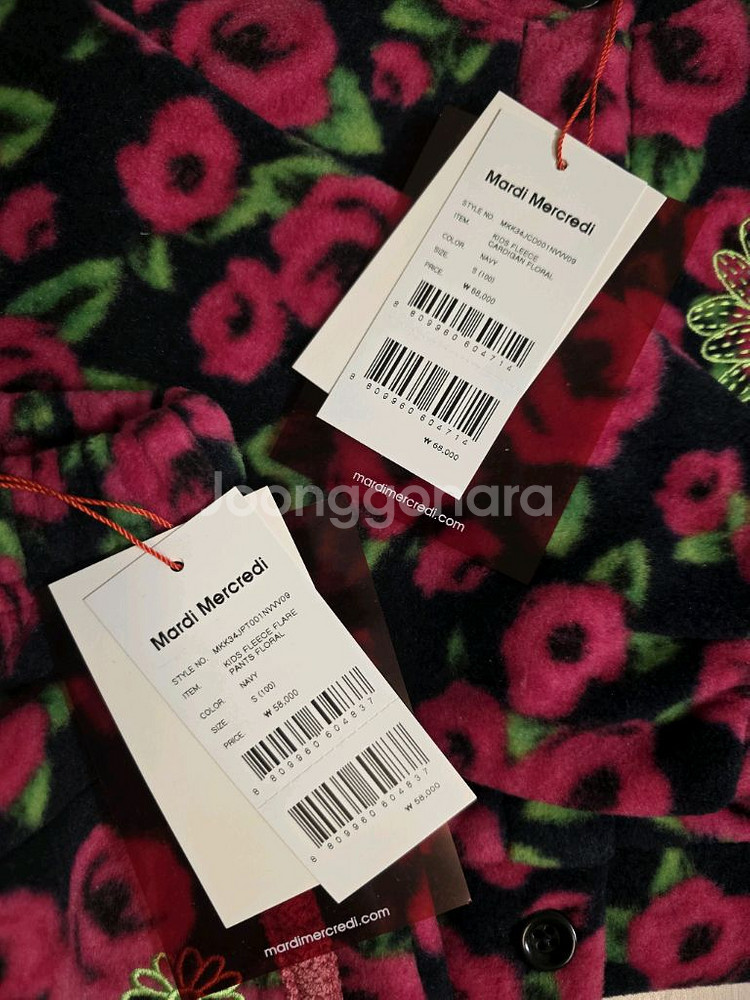 Mardi Mercredi
STYLE NO. MKK34JCD001NVVV09
ITEM. KIDS FLEECE
CARDIGAN FLORAL
COLOR. NAVY
SIZE. S (100)
PRICE. ₩ 68,000
8 809960 604714
8 809960 604714
₩ 68,000
mardimercredi.com
Joonggonara
Mardi Mercredi
STYLE NO. MKK34JPT001NVVV09
ITEM. KIDS FLEECE FLARE
PANTS FLORAL
COLOR. NAVY
SIZE. S (100)
PRICE. ₩ 58,000
8 809960 604837
8 809960 604837
₩ 58,000
mardimercredi.com